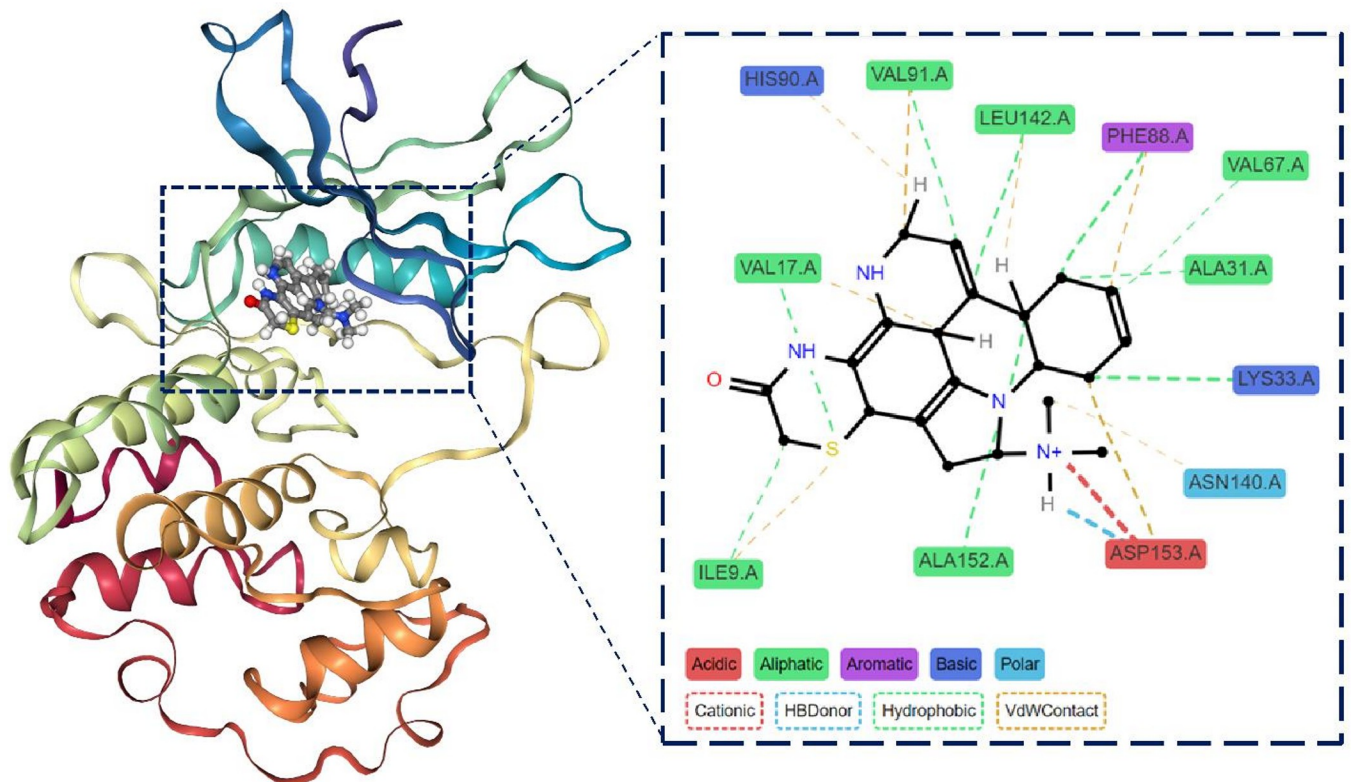 HIS90.A
VAL91.A
LEU142.A
PHE88.A
VAL67.A
H
NH
VAL17.A
H
ALA31.A
H
NH
O
LYS33.A
N
S
N+
ASN140.A
H
ILE9.A
ALA152.A
ASP153.A
Acidic Aliphatic Aromatic Basic Polar
Cationic HBDonor Hydrophobic VdWContact